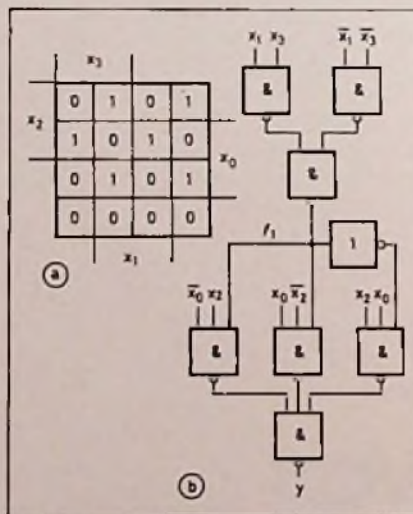 x₃
0 1 0 1
x₂
1 0 1 0
x₀
0 1 0 1
0 0 0 0
x₁
a
x₁ x₃
x̅₁ x̅₃
&
&
&
f₁
1
x̅₀ x₂
x₀ x̅₂
x₂ x₀
&
&
&
&
b
y